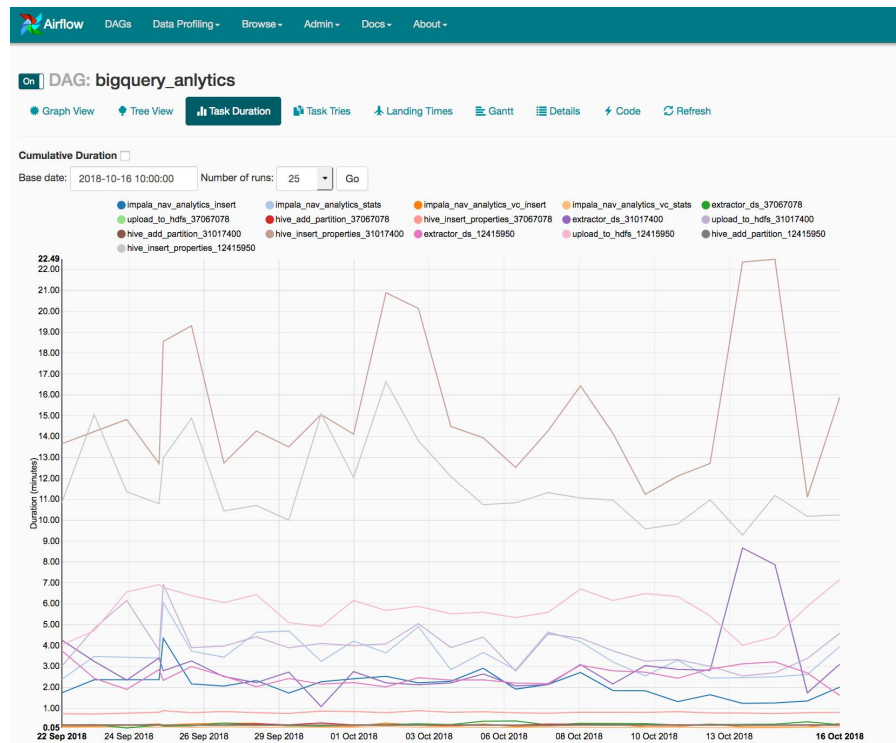 Airflow DAGs Data Profiling Browse Admin Docs About
On DAG: bigquery_anlytics
Graph View Tree View Task Duration Task Tries Landing Times Gantt Details Code Refresh
Cumulative Duration
Base date: 2018-10-16 10:00:00 Number of runs: 25 Go
impala_nav_analytics_insert impala_nav_analytics_stats impala_nav_analytics_vc_insert impala_nav_analytics_vc_stats extractor_ds_37067078
upload_to_hdfs_37067078 hive_add_partition_37067078 hive_insert_properties_37067078 extractor_ds_31017400 upload_to_hdfs_31017400
hive_add_partition_31017400 hive_insert_properties_31017400 extractor_ds_12415950 upload_to_hdfs_12415950 hive_add_partition_12415950
hive_insert_properties_12415950
22.49
22.00
21.00
20.00
19.00
18.00
17.00
16.00
15.00
14.00
13.00
12.00
11.00
Duration (minutes)
10.00
9.00
8.00
7.00
6.00
5.00
4.00
3.00
2.00
1.00
0.05
22 Sep 2018 24 Sep 2018 26 Sep 2018 29 Sep 2018 01 Oct 2018 03 Oct 2018 06 Oct 2018 08 Oct 2018 10 Oct 2018 13 Oct 2018 16 Oct 2018